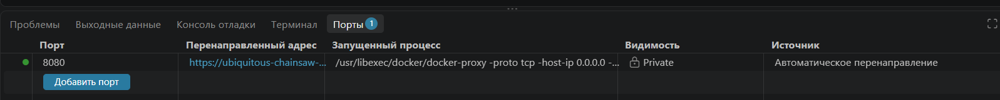 Проблемы Выходные данные Консоль отладки Терминал Порты 1
Порт Перенаправленный адрес Запущенный процесс Видимость Источник
8080 https://ubiquitous-chainsaw-... /usr/libexec/docker/docker-proxy -proto tcp -host-ip 0.0.0.0 -... Private Автоматическое перенаправление
Добавить порт